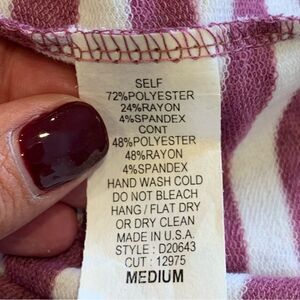 SELF
72%POLYESTER
24%RAYON
4%SPANDEX
CONT
48%POLYESTER
48%RAYON
4%SPANDEX
HAND WASH COLD
DO NOT BLEACH
HANG / FLAT DRY
OR DRY CLEAN
MADE IN U.S.A.
STYLE : D20643
CUT : 12975
MEDIUM